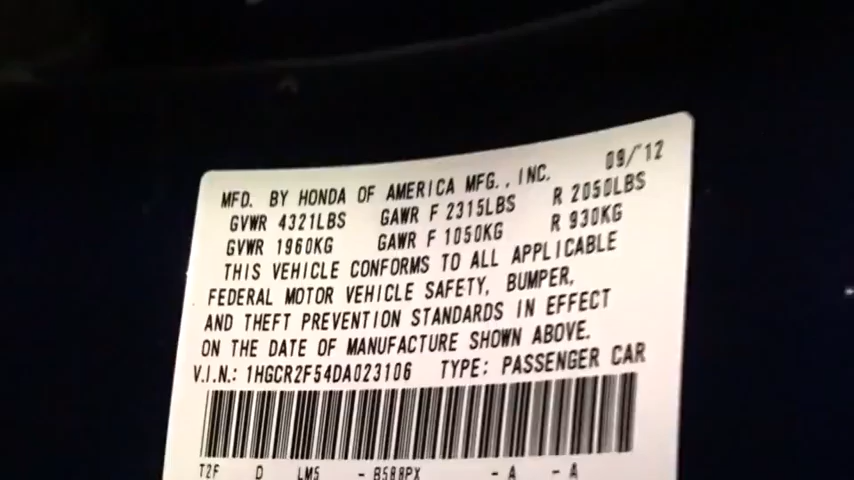 MFD. BY HONDA OF AMERICA MFG., INC. 09/'12
GVWR 4321LBS GAWR F 2315LBS R 2050LBS
GVWR 1960KG GAWR F 1050KG R 930KG
THIS VEHICLE CONFORMS TO ALL APPLICABLE
FEDERAL MOTOR VEHICLE SAFETY, BUMPER,
AND THEFT PREVENTION STANDARDS IN EFFECT
ON THE DATE OF MANUFACTURE SHOWN ABOVE.
V.I.N.: 1HGCR2F54DA023106 TYPE: PASSENGER CAR
T2F D LM5 - B588PX - A - A